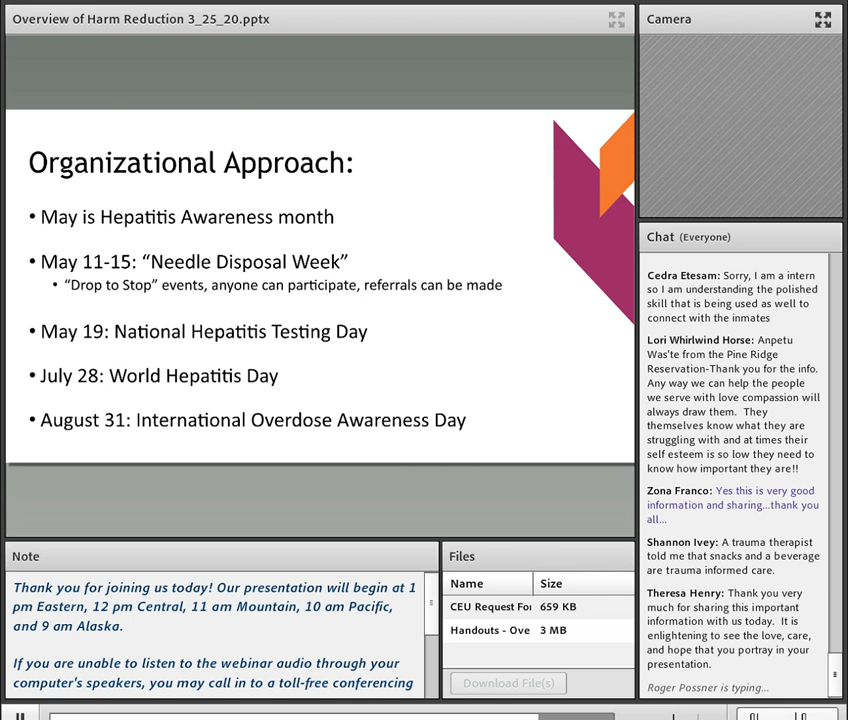 Overview of Harm Reduction 3_25_20.pptx
Organizational Approach:
• May is Hepatitis Awareness month
• May 11-15: “Needle Disposal Week”
• “Drop to Stop” events, anyone can participate, referrals can be made
• May 19: National Hepatitis Testing Day
• July 28: World Hepatitis Day
• August 31: International Overdose Awareness Day
Note
Thank you for joining us today! Our presentation will begin at 1
pm Eastern, 12 pm Central, 11 am Mountain, 10 am Pacific,
and 9 am Alaska.
If you are unable to listen to the webinar audio through your
computer's speakers, you may call in to a toll-free conferencing
Files
Name Size
CEU Request For 659 KB
Handouts - Ove 3 MB
Download File(s)
Camera
Chat (Everyone)
Cedra Etesam: Sorry, I am a intern
so I am understanding the polished
skill that is being used as well to
connect with the inmates
Lori Whirlwind Horse: Anpetu
Was'te from the Pine Ridge
Reservation-Thank you for the info.
Any way we can help the people
we serve with love compassion will
always draw them. They
themselves know what they are
struggling with and at times their
self esteem is so low they need to
know how important they are!!
Zona Franco: Yes this is very good
information and sharing...thank you
all...
Shannon Ivey: A trauma therapist
told me that snacks and a beverage
are trauma informed care.
Theresa Henry: Thank you very
much for sharing this important
information with us today. It is
enlightening to see the love, care,
and hope that you portray in your
presentation.
Roger Possner is typing...